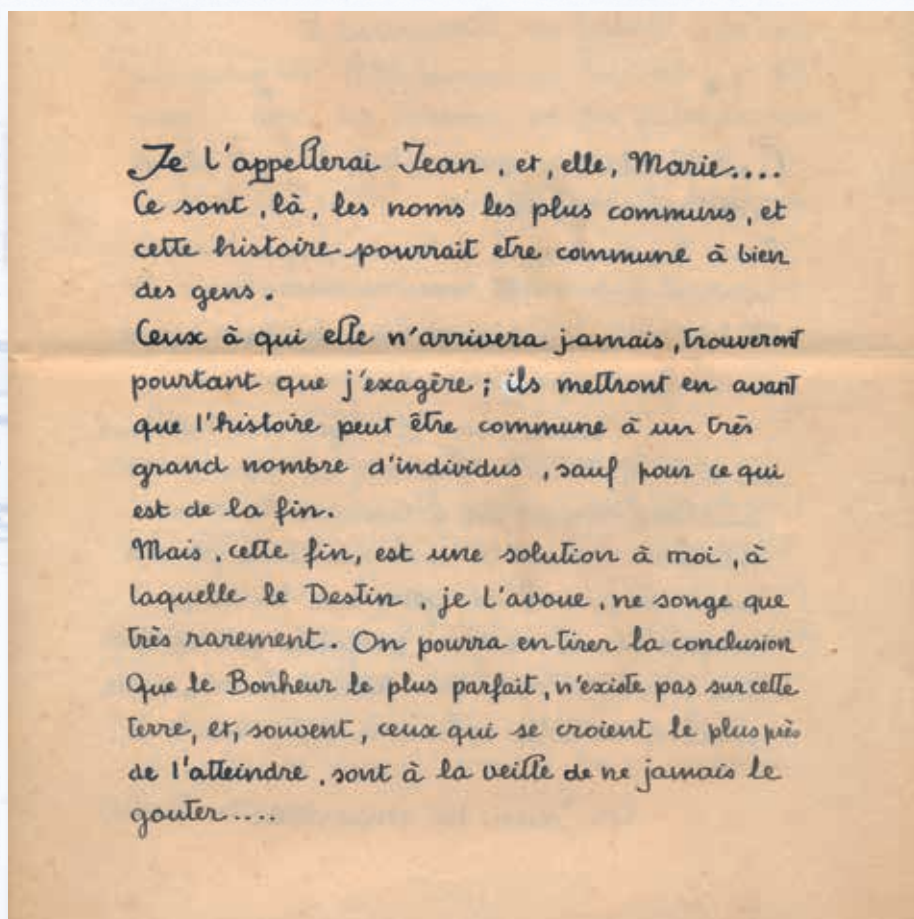 Je l'appellerai Jean, et, elle, Marie....
Ce sont, là, les noms les plus communs, et
cette histoire pourrait etre commune à bien
des gens.
Ceux à qui elle n'arrivera jamais, trouveront
pourtant que j'exagère ; ils mettront en avant
que l'histoire peut être commune à un très
grand nombre d'individus, sauf pour ce qui
est de la fin.
Mais, cette fin, est une solution à moi, à
laquelle le Destin, je l'avoue, ne songe que
très rarement. On pourra en tirer la conclusion
Que le Bonheur le plus parfait, n'existe pas sur cette
terre, et, souvent, ceux qui se croient le plus près
de l'atteindre, sont à la veille de ne jamais le
gouter....